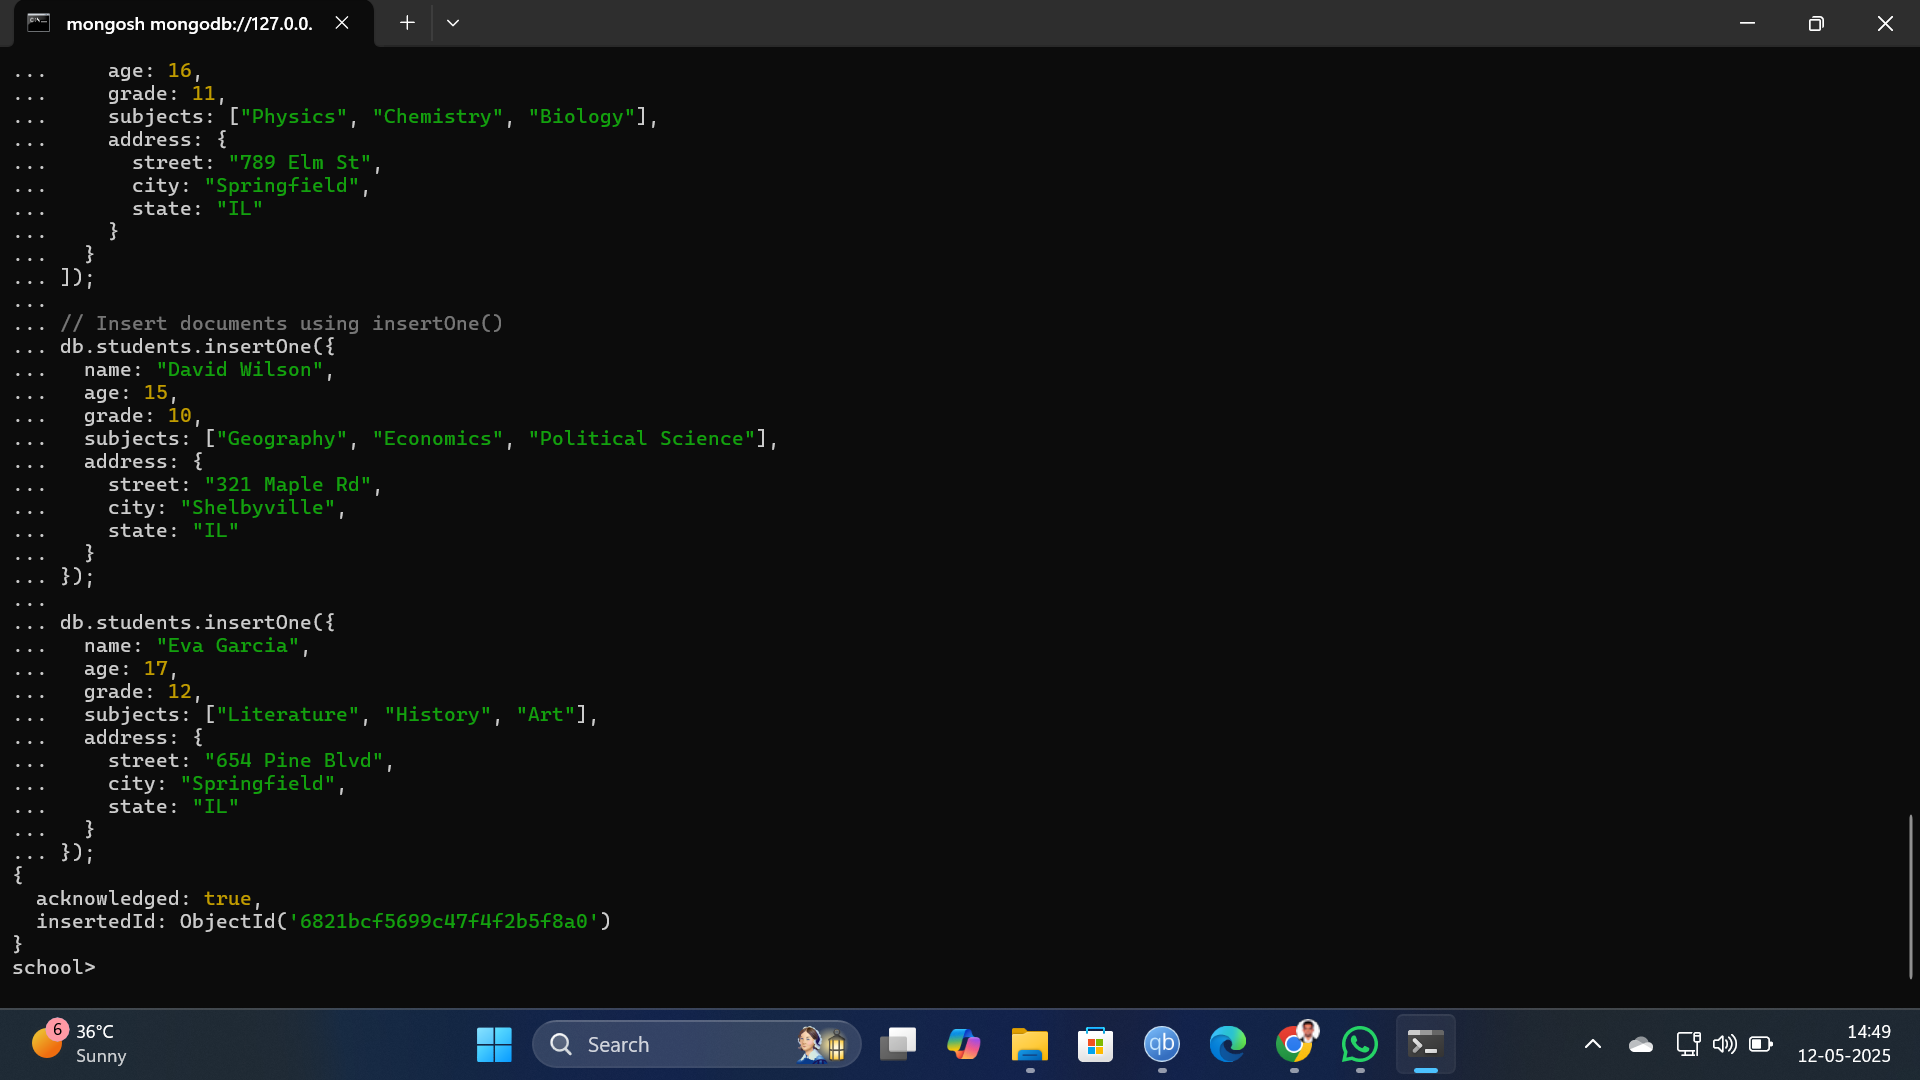 mongosh mongodb://127.0.0.
...     age: 16,
...     grade: 11,
...     subjects: ["Physics", "Chemistry", "Biology"],
...     address: {
...       street: "789 Elm St",
...       city: "Springfield",
...       state: "IL"
...     }
...   }
... ]);
...
... // Insert documents using insertOne()
... db.students.insertOne({
...   name: "David Wilson",
...   age: 15,
...   grade: 10,
...   subjects: ["Geography", "Economics", "Political Science"],
...   address: {
...     street: "321 Maple Rd",
...     city: "Shelbyville",
...     state: "IL"
...   }
... });
...
... db.students.insertOne({
...   name: "Eva Garcia",
...   age: 17,
...   grade: 12,
...   subjects: ["Literature", "History", "Art"],
...   address: {
...     street: "654 Pine Blvd",
...     city: "Springfield",
...     state: "IL"
...   }
... });
{
  acknowledged: true,
  insertedId: ObjectId('6821bcf5699c47f4f2b5f8a0')
}
school>
6
36°C
Sunny
Search
qb
14:49
12-05-2025